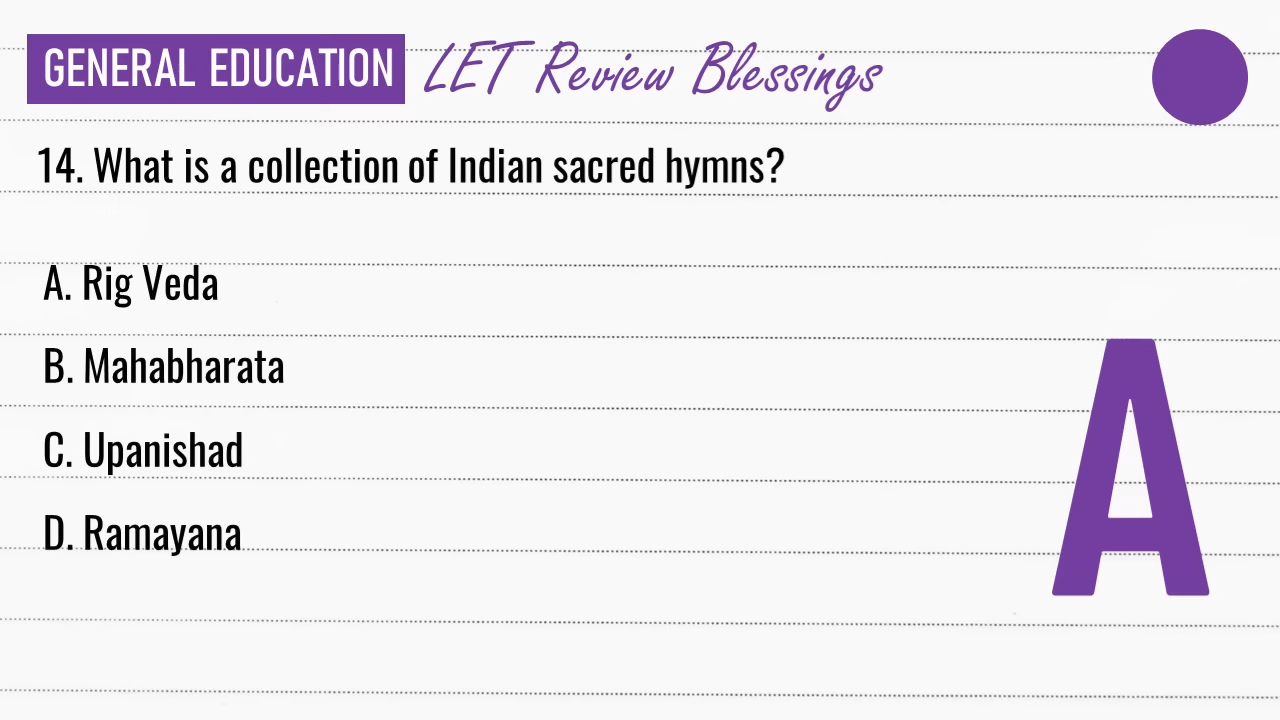 GENERAL EDUCATION LET Review Blessings
14. What is a collection of Indian sacred hymns?
A. Rig Veda
B. Mahabharata
C. Upanishad
D. Ramayana
A